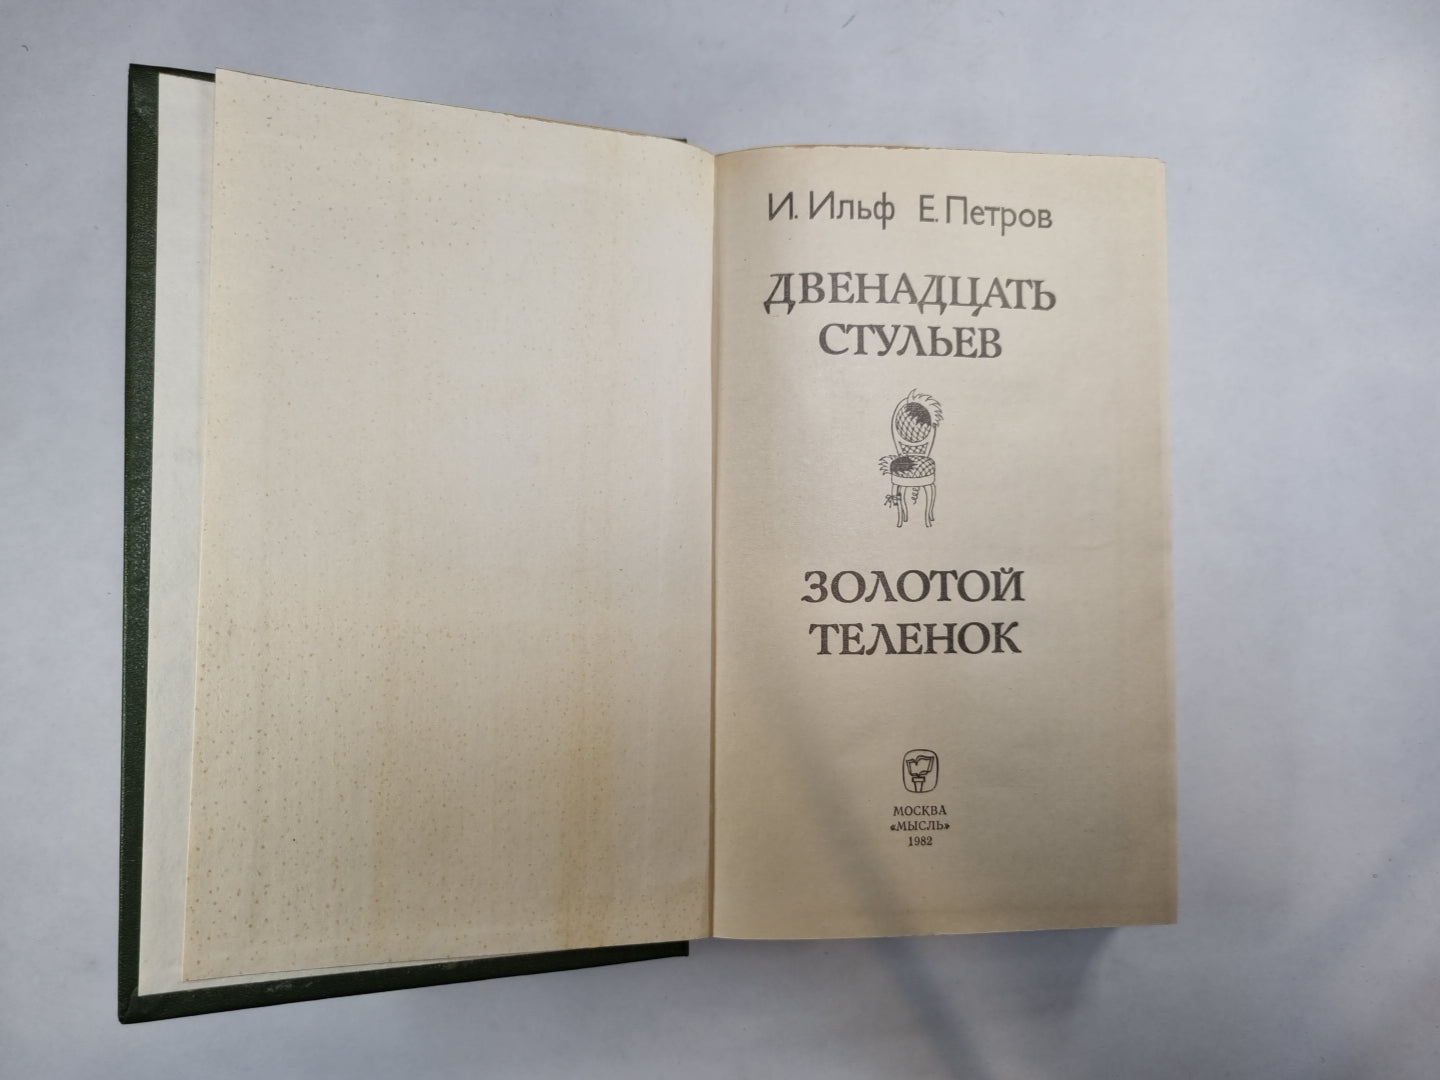 И. Ильф Е. Петров
ДВЕНАДЦАТЬ
СТУЛЬЕВ
ЗОЛОТОЙ
ТЕЛЕНОК
МОСКВА
«МЫСЛЬ»
1982